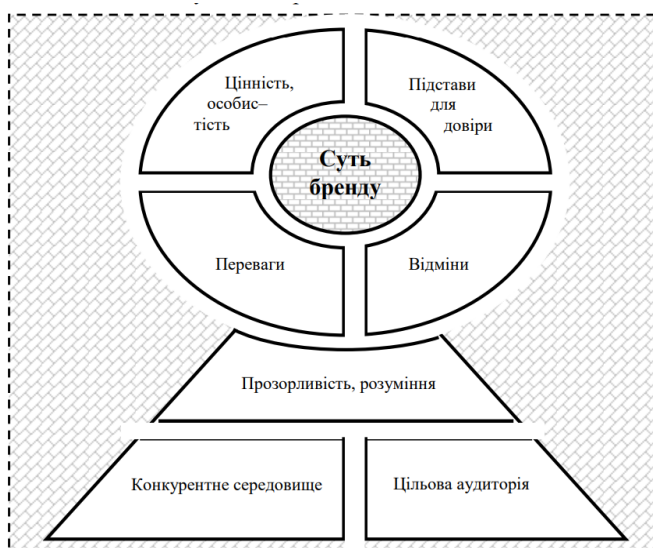 Цінність,
особис–
тість
Підстави
для
довіри
Суть
бренду
Переваги
Відміни
Прозорливість, розуміння
Конкурентне середовище
Цільова аудиторія